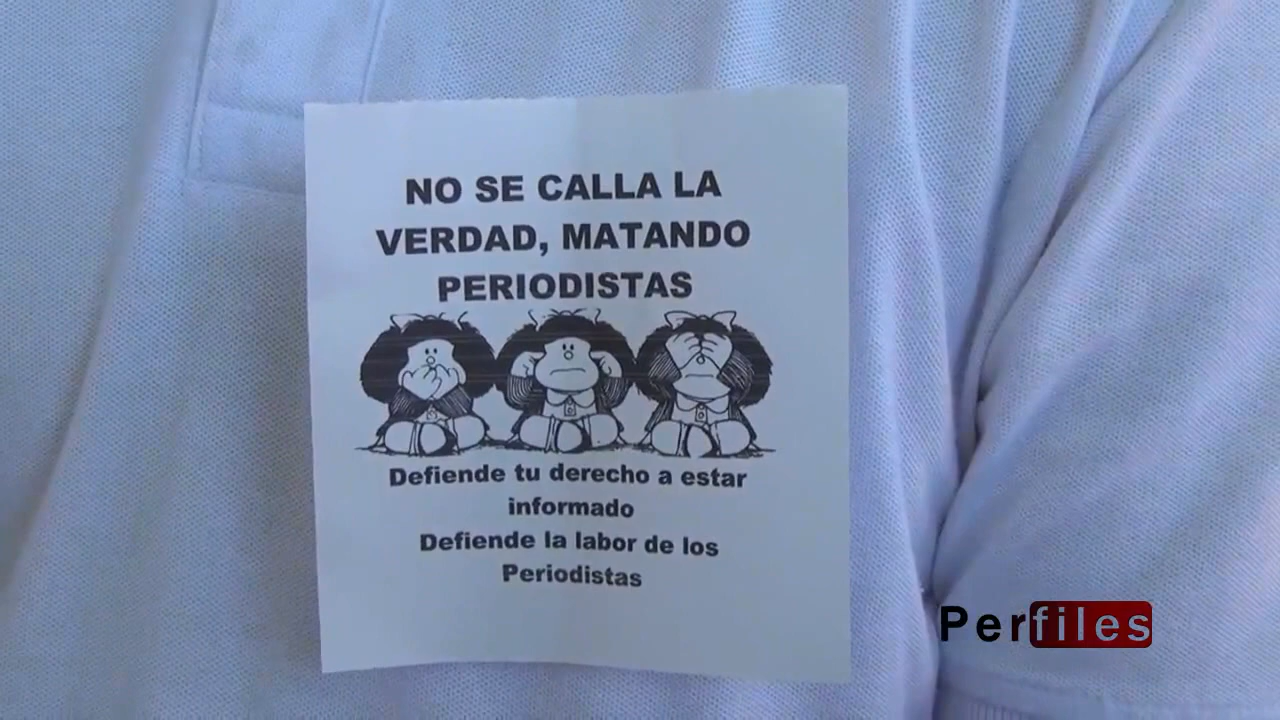 NO SE CALLA LA
VERDAD, MATANDO
PERIODISTAS
Defiende tu derecho a estar
informado
Defiende la labor de los
Periodistas
Perfiles